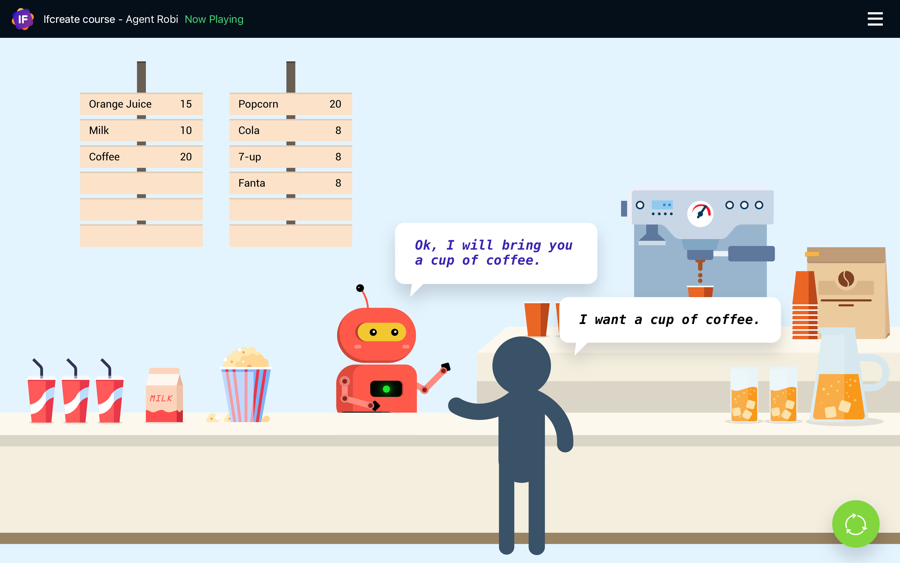 IF Ifcreate course - Agent Robi Now Playing
Orange Juice 15
Milk 10
Coffee 20
Popcorn 20
Cola 8
7-up 8
Fanta 8
Ok, I will bring you
a cup of coffee.
I want a cup of coffee.
MILK